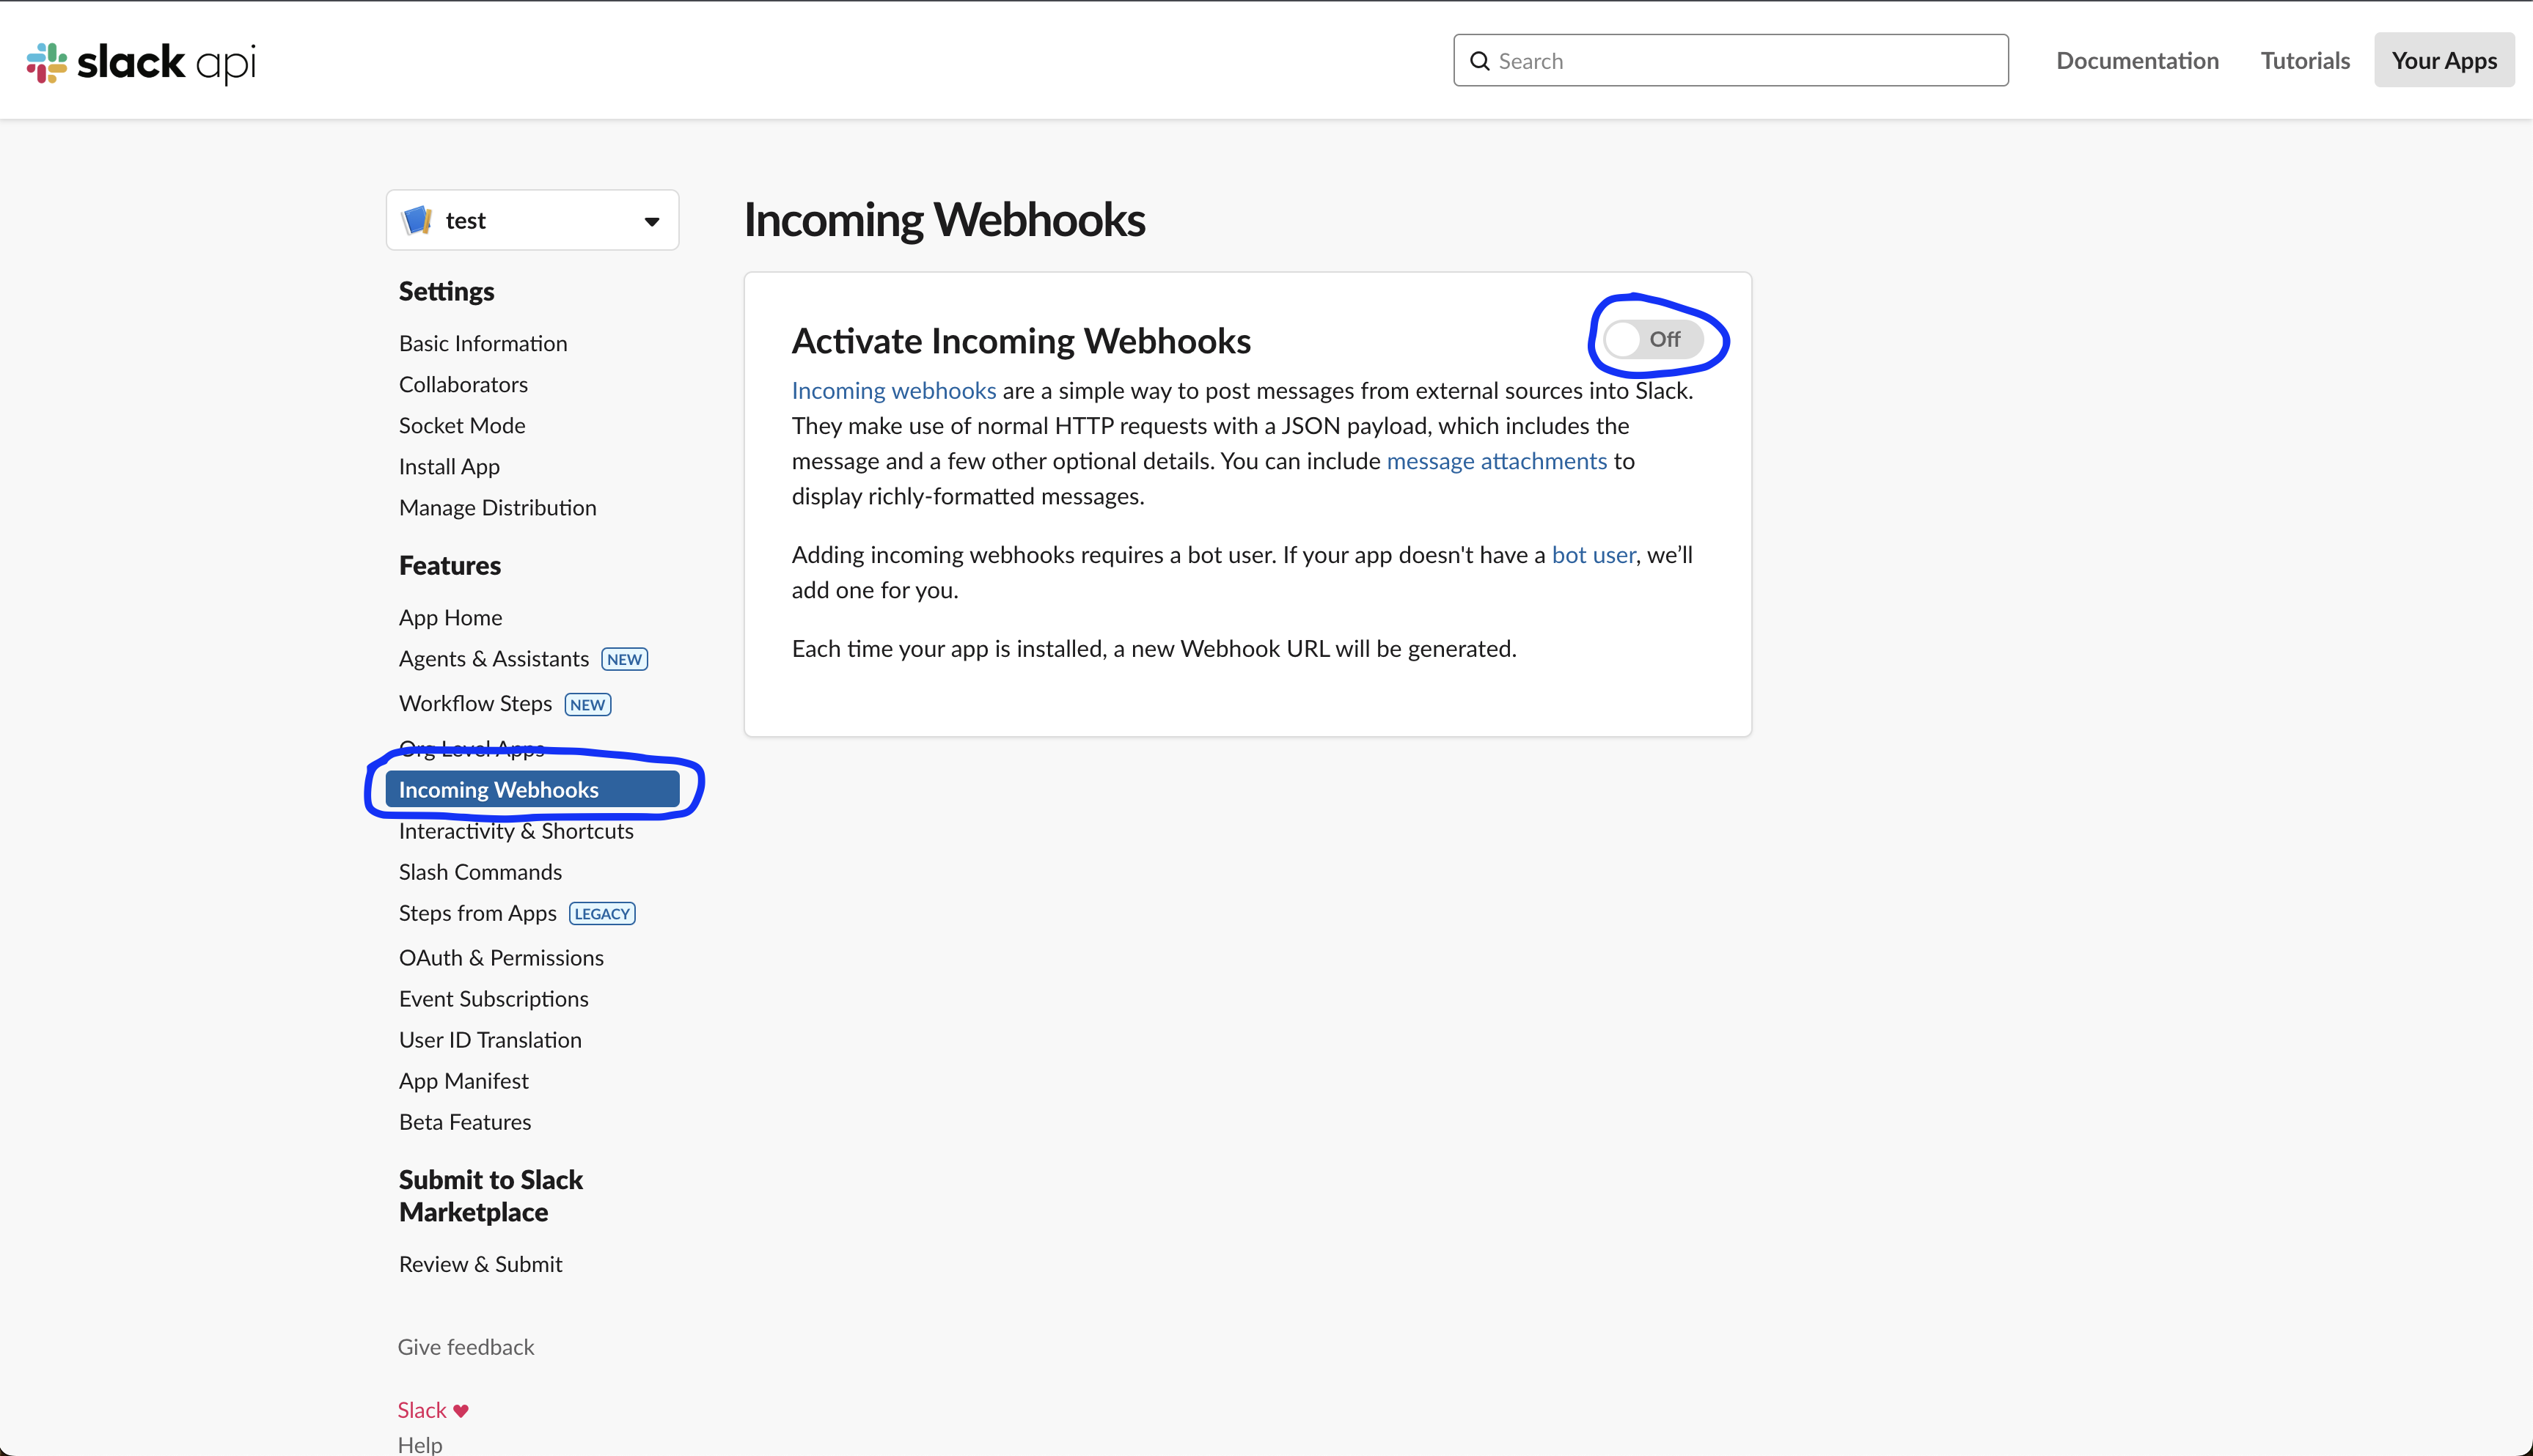 slack api
Search
Documentation
Tutorials
Your Apps
test
Settings
Basic Information
Collaborators
Socket Mode
Install App
Manage Distribution
Features
App Home
Agents & Assistants NEW
Workflow Steps NEW
Org Level Apps
Incoming Webhooks
Interactivity & Shortcuts
Slash Commands
Steps from Apps LEGACY
OAuth & Permissions
Event Subscriptions
User ID Translation
App Manifest
Beta Features
Submit to Slack
Marketplace
Review & Submit
Give feedback
Slack
Help
Incoming Webhooks
Activate Incoming Webhooks
Off
Incoming webhooks are a simple way to post messages from external sources into Slack.
They make use of normal HTTP requests with a JSON payload, which includes the
message and a few other optional details. You can include message attachments to
display richly-formatted messages.
Adding incoming webhooks requires a bot user. If your app doesn't have a bot user, we’ll
add one for you.
Each time your app is installed, a new Webhook URL will be generated.